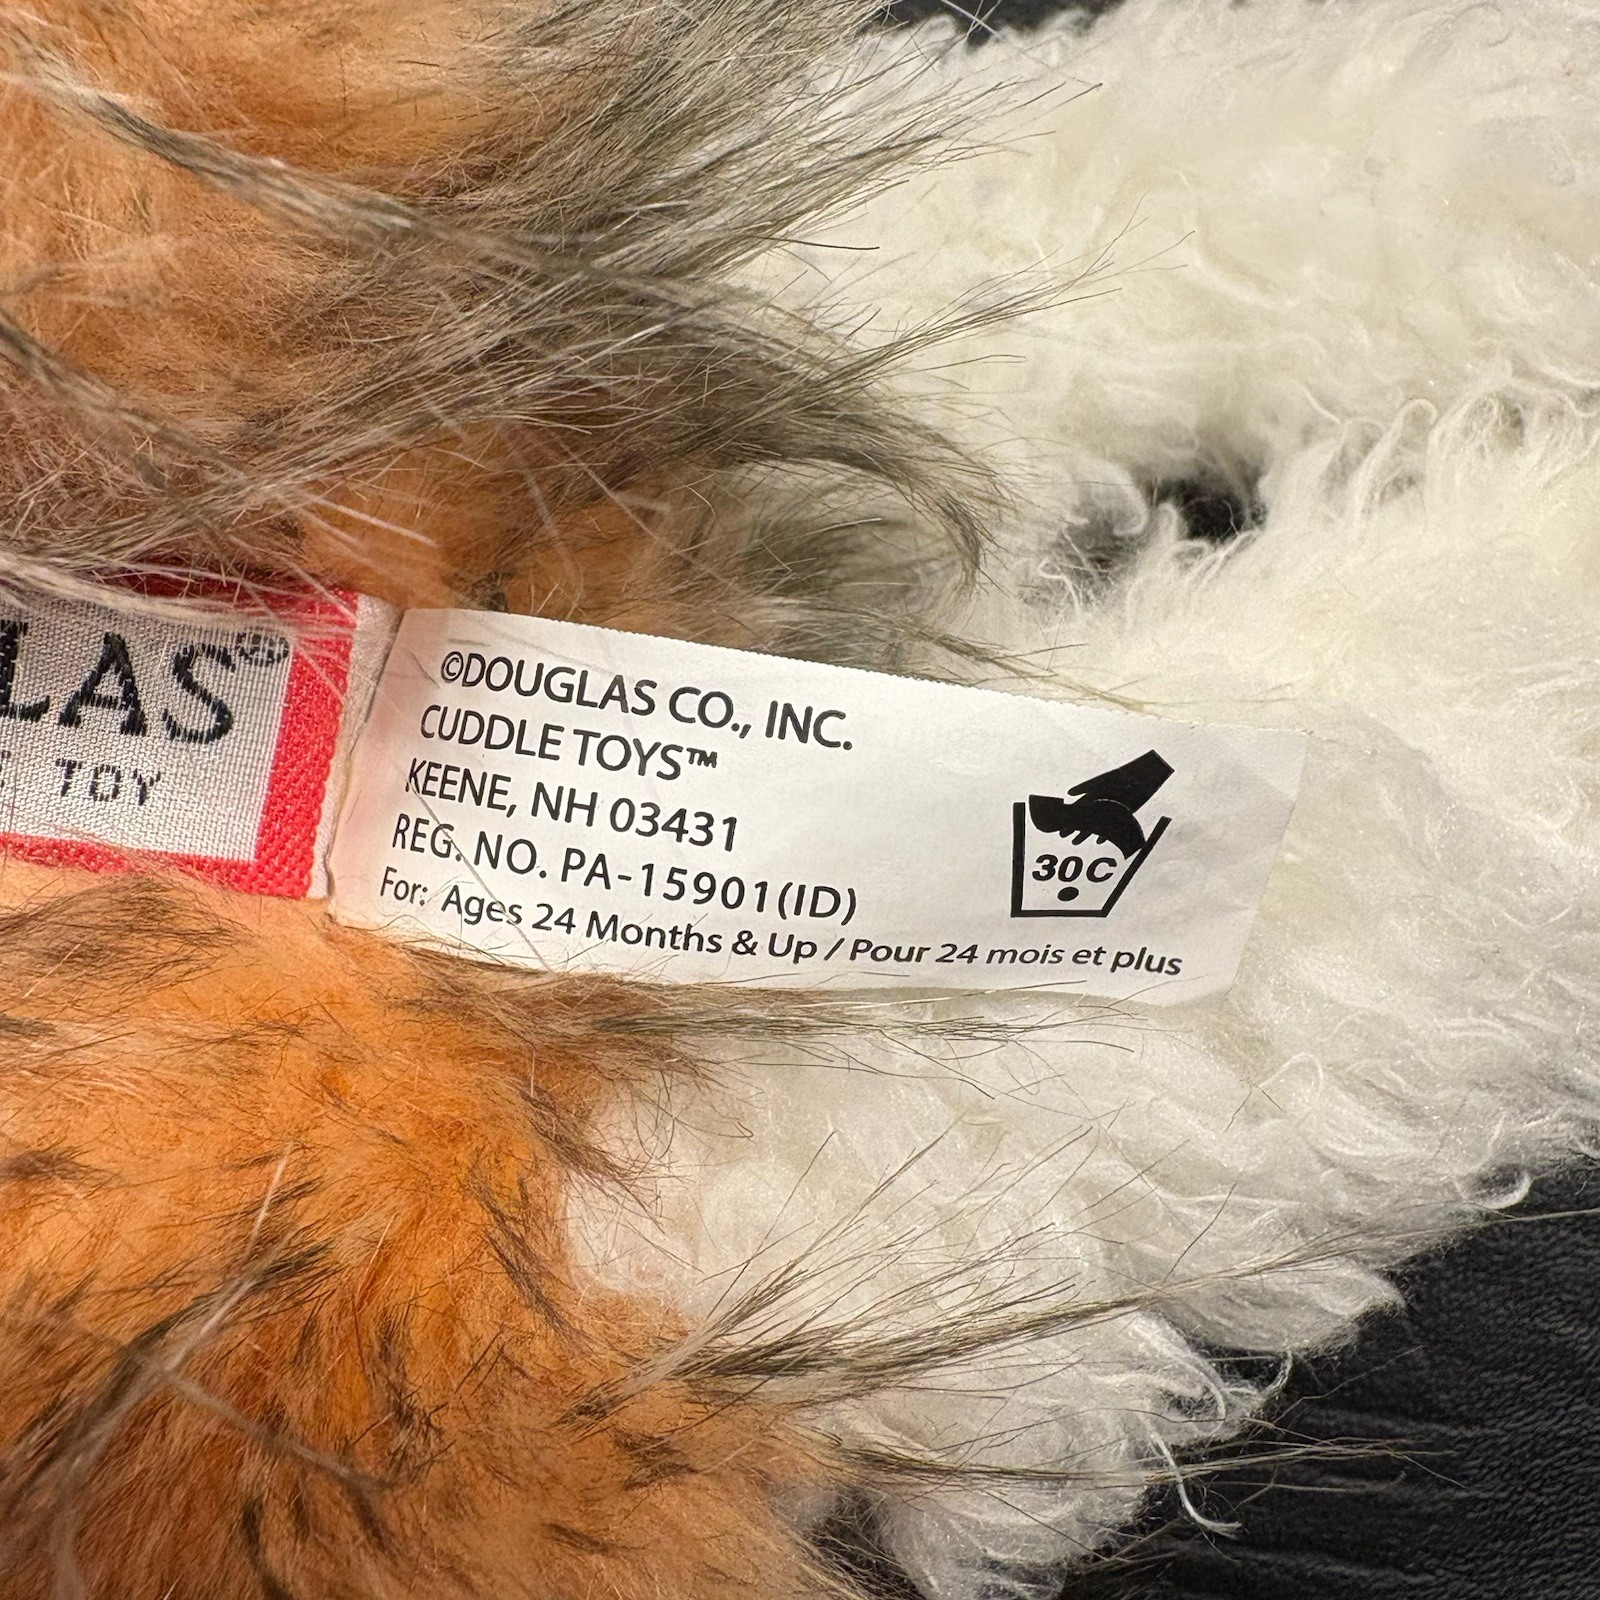 LAS®
TOY
©DOUGLAS CO., INC.
CUDDLE TOYS™
KEENE, NH 03431
REG. NO. PA-15901(ID)
For: Ages 24 Months & Up / Pour 24 mois et plus
30C